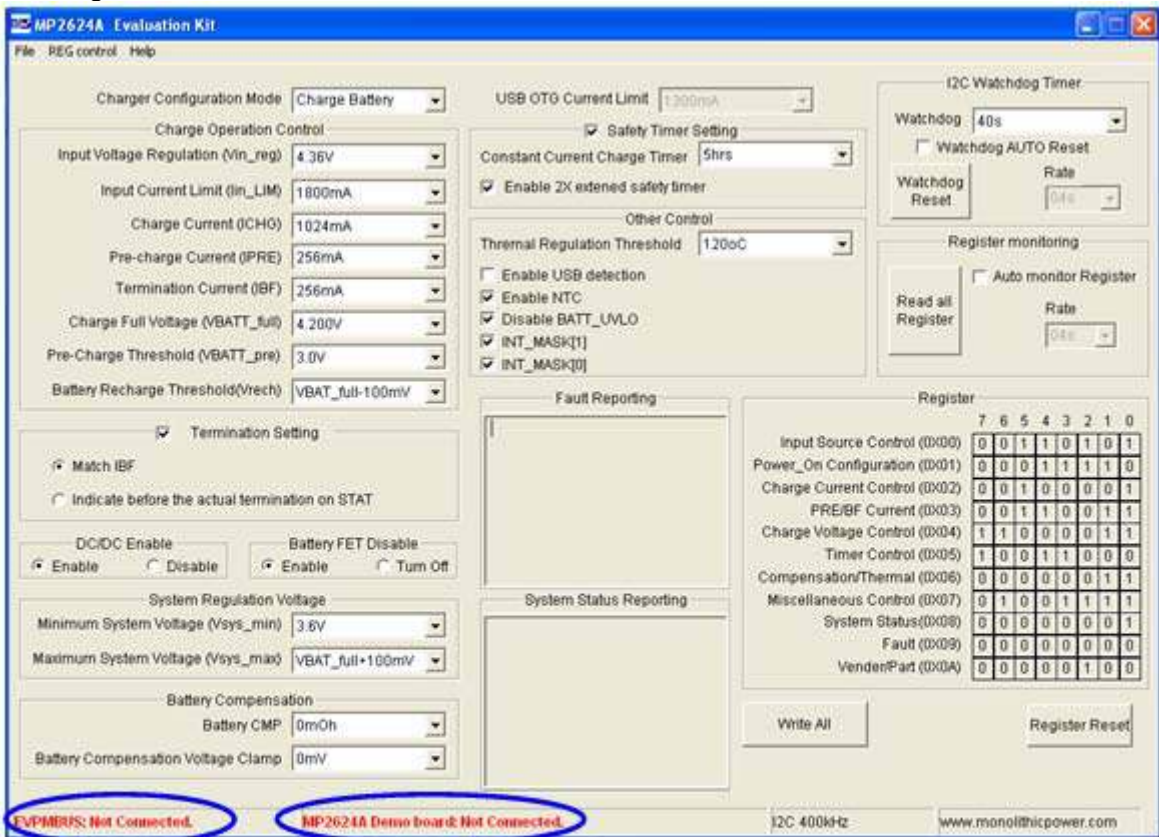 MP2624A Evaluation Kit
File REG control Help
Charger Configuration Mode Charge Battery
Charge Operation Control
Input Voltage Regulation (Vin_reg) 4.36V
Input Current Limit (Iin_LIM) 1800mA
Charge Current (ICHG) 1024mA
Pre-charge Current (IPRE) 256mA
Termination Current (IBF) 256mA
Charge Full Voltage (VBATT_full) 4.200V
Pre-Charge Threshold (VBATT_pre) 3.0V
Battery Recharge Threshold(Vrech) VBAT_full-100mV
Termination Setting
Match IBF
Indicate before the actual termination on STAT
DC/DC Enable
Enable Disable
Battery FET Disable
Enable Turn Off
System Regulation Voltage
Minimum System Voltage (Vsys_min) 3.6V
Maximum System Voltage (Vsys_max) VBAT_full+100mV
Battery Compensation
Battery CMP 0mOh
Battery Compensation Voltage Clamp 0mV
USB OTG Current Limit 1300mA
Safety Timer Setting
Constant Current Charge Timer 5hrs
Enable 2X extened safety timer
Other Control
Thremal Regulation Threshold 120oC
Enable USB detection
Enable NTC
Disable BATT_UVLO
INT_MASK[1]
INT_MASK[0]
Fault Reporting
System Status Reporting
I2C Watchdog Timer
Watchdog 40s
Watchdog AUTO Reset
Watchdog Reset
Rate
04s
Register monitoring
Auto monitor Register
Read all Register
Rate
04s
Register
7 6 5 4 3 2 1 0
Input Source Control (0X00) 0 0 1 1 0 1 0 1
Power_On Configuration (0X01) 0 0 0 1 1 1 1 0
Charge Current Control (0X02) 0 0 1 0 0 0 0 1
PRE/BF Current (0X03) 0 0 1 1 0 0 1 1
Charge Voltage Control (0X04) 1 1 0 0 0 0 1 1
Timer Control (0X05) 1 0 0 1 1 0 0 0
Compensation/Thermal (0X06) 0 0 0 0 0 0 1 1
Miscellaneous Control (0X07) 0 1 0 0 1 1 1 1
System Status(0X08) 0 0 0 0 0 0 0 1
Fault (0X09) 0 0 0 0 0 0 0 0
Vender/Part (0X0A) 0 0 0 0 0 1 0 0
Write All
Register Reset
EVPMBUS: Not Connected.
MP2624A Demo board: Not Connected.
I2C 400kHz
www.monolithicpower.com